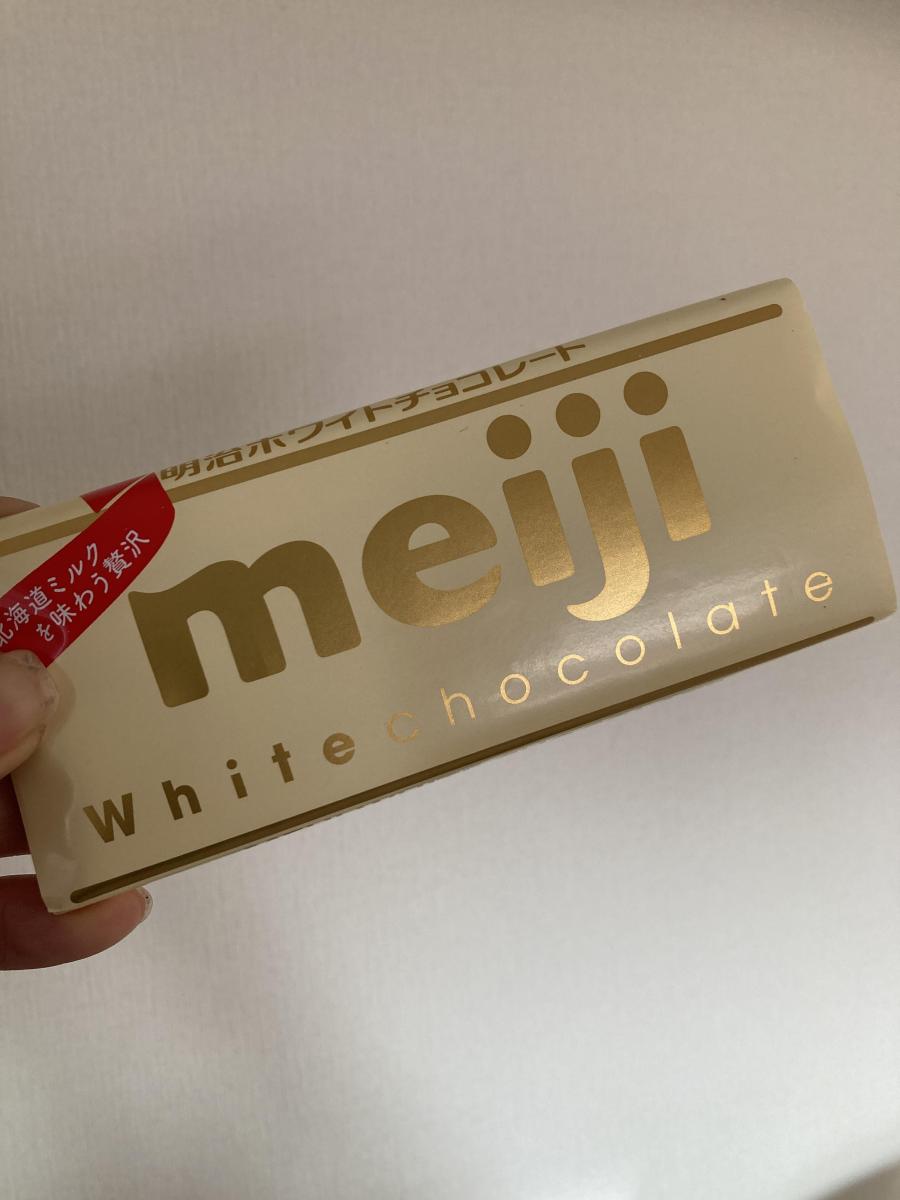 明治ホワイトチョコレート
北海道ミルク
を味わう贅沢
meiji
White chocolate